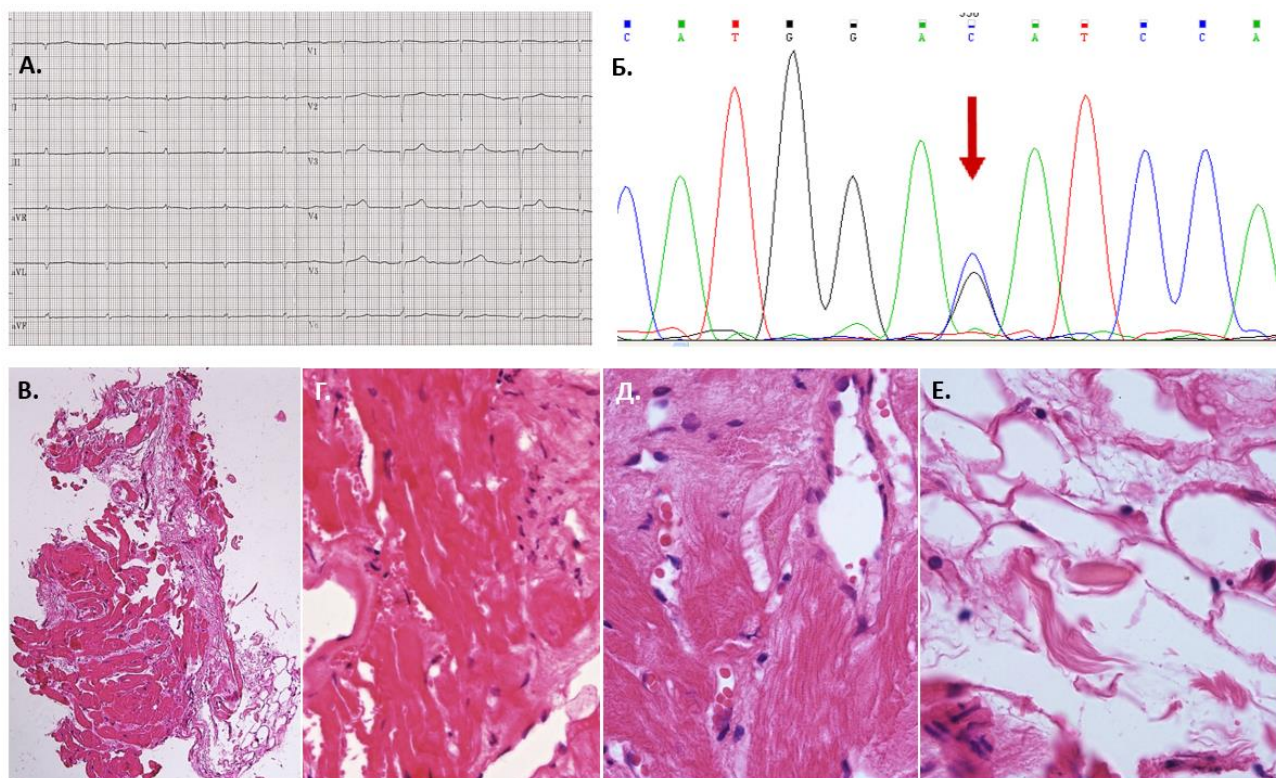 А.
I V1
II V2
III V3
aVR V4
aVL V5
aVF V6
Б.
C A T G G A C A T C C A
В.
Г.
Д.
Е.